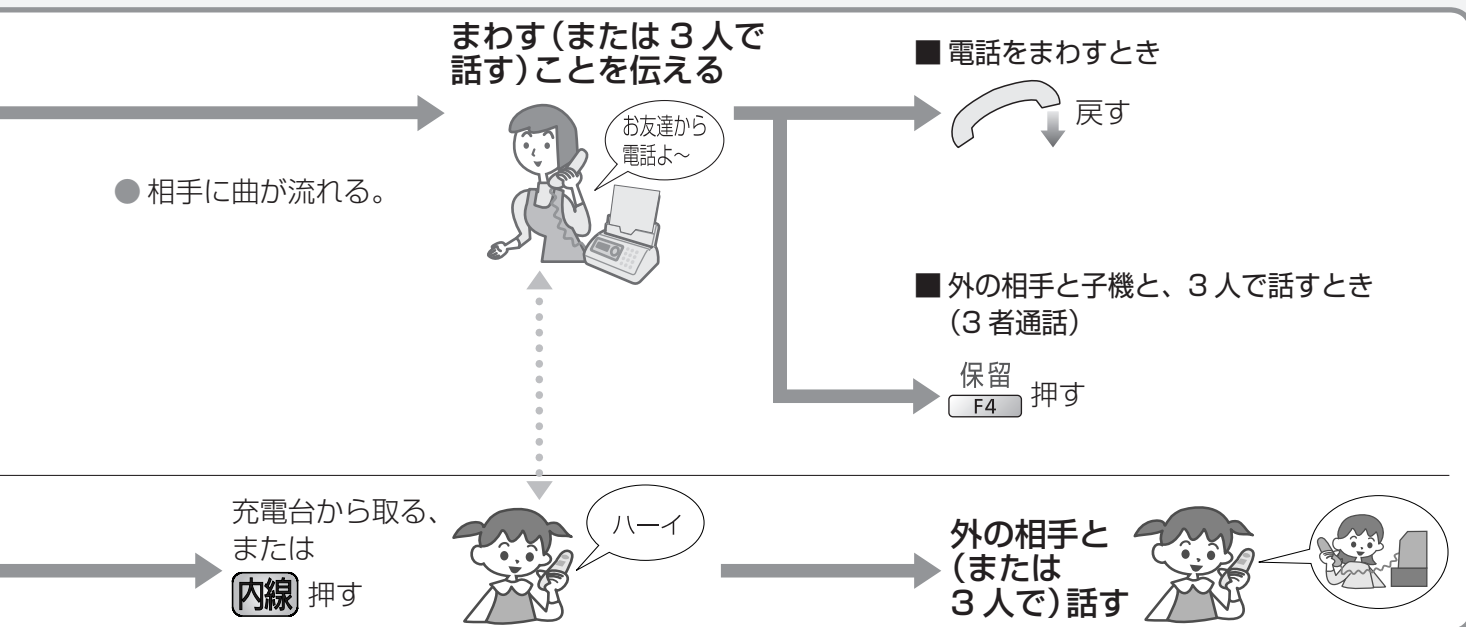 まわす(または 3 人で
話す)ことを伝える
お友達から
電話よ～
● 相手に曲が流れる。
■ 電話をまわすとき
戻す
■ 外の相手と子機と、3 人で話すとき
(3 者通話)
保留
F4 押す
充電台から取る、
または
内線 押す
ハーイ
外の相手と
(または
3 人で)話す